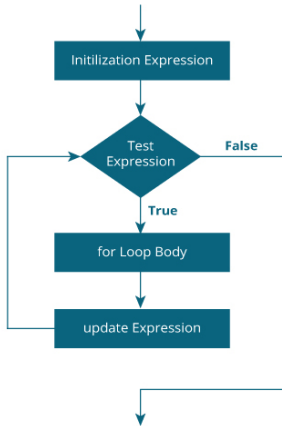 Initilization Expression
Test
Expression
False
True
for Loop Body
update Expression